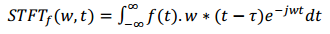 STFT_f(w, t) = ∫_{-∞}^{∞} f(t). w ∗ (t − τ)e^{−jwt} dt